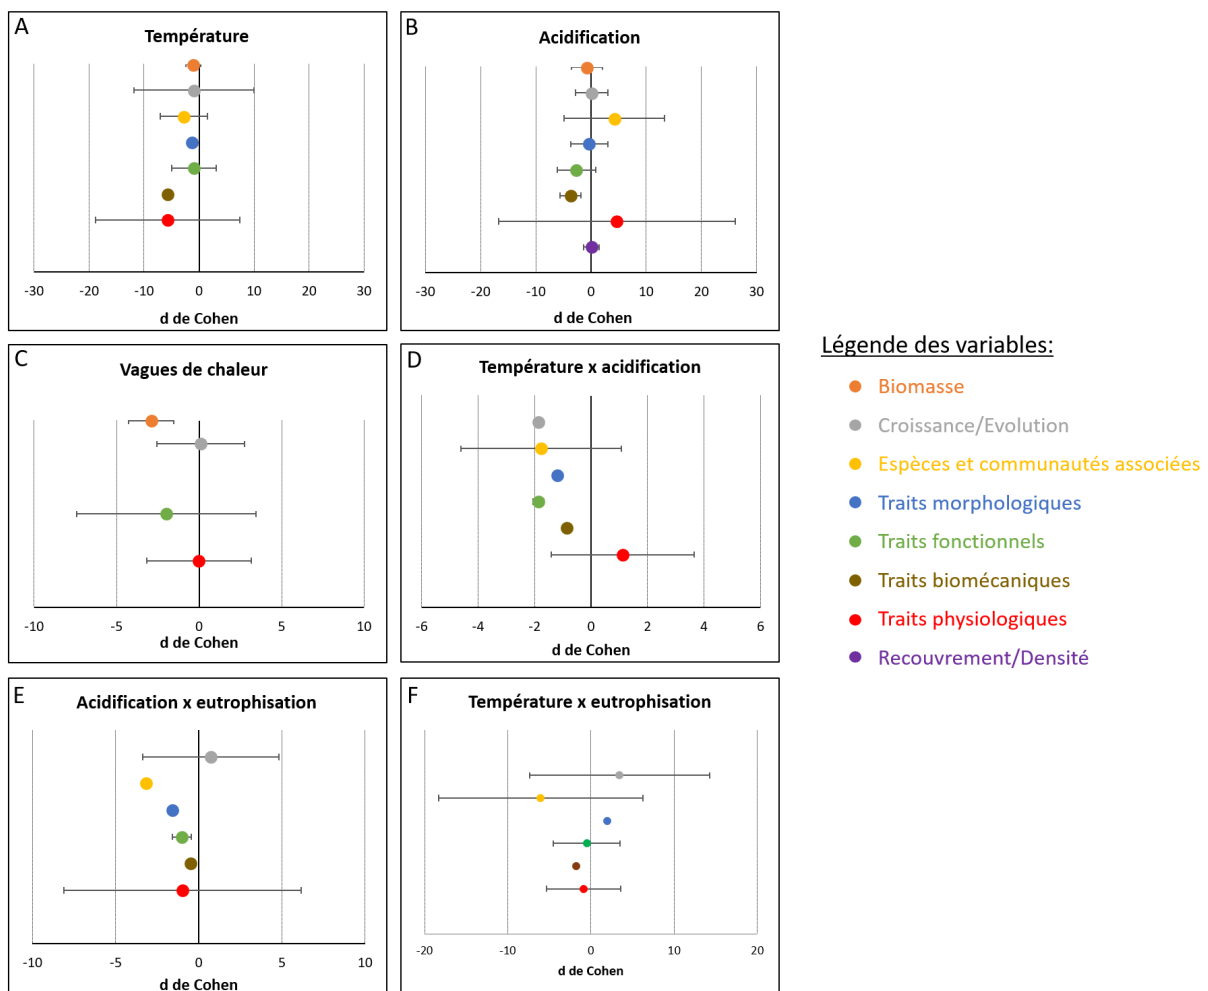 A
Température
-30 -20 -10 0 10 20 30
d de Cohen
B
Acidification
-30 -20 -10 0 10 20 30
d de Cohen
C
Vagues de chaleur
-10 -5 0 5 10
d de Cohen
D
Température x acidification
-6 -4 -2 0 2 4 6
d de Cohen
E
Acidification x eutrophisation
-10 -5 0 5 10
d de Cohen
F
Température x eutrophisation
-20 -10 0 10 20
d de Cohen
Légende des variables:
Biomasse
Croissance/Evolution
Espèces et communautés associées
Traits morphologiques
Traits fonctionnels
Traits biomécaniques
Traits physiologiques
Recouvrement/Densité